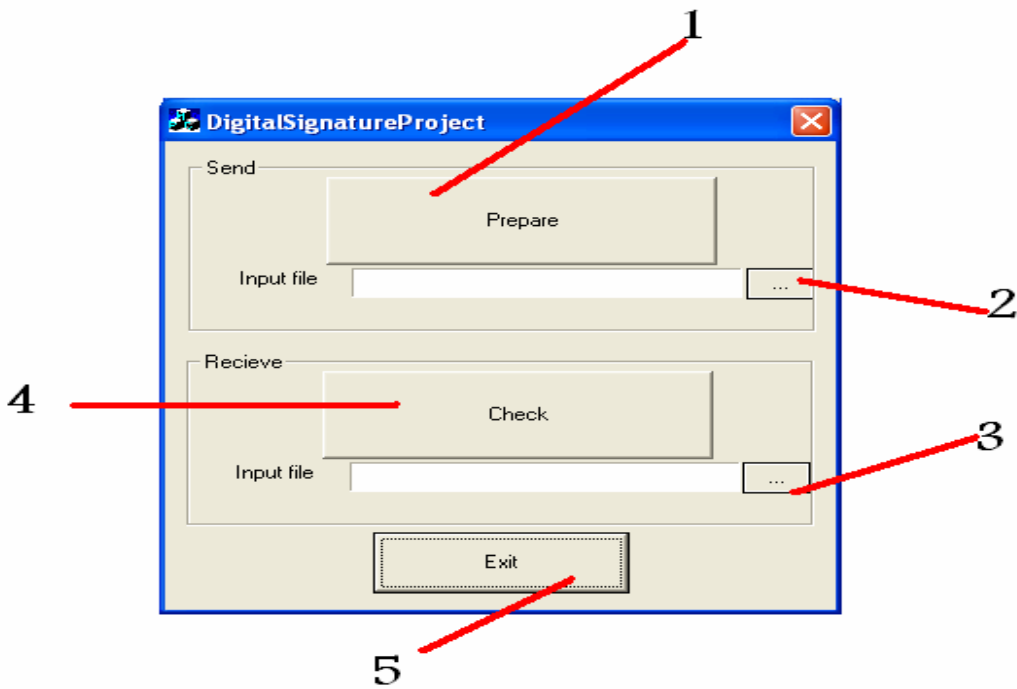 1
DigitalSignatureProject
Send
Prepare
Input file
...
2
Recieve
4
Check
3
Input file
...
Exit
5